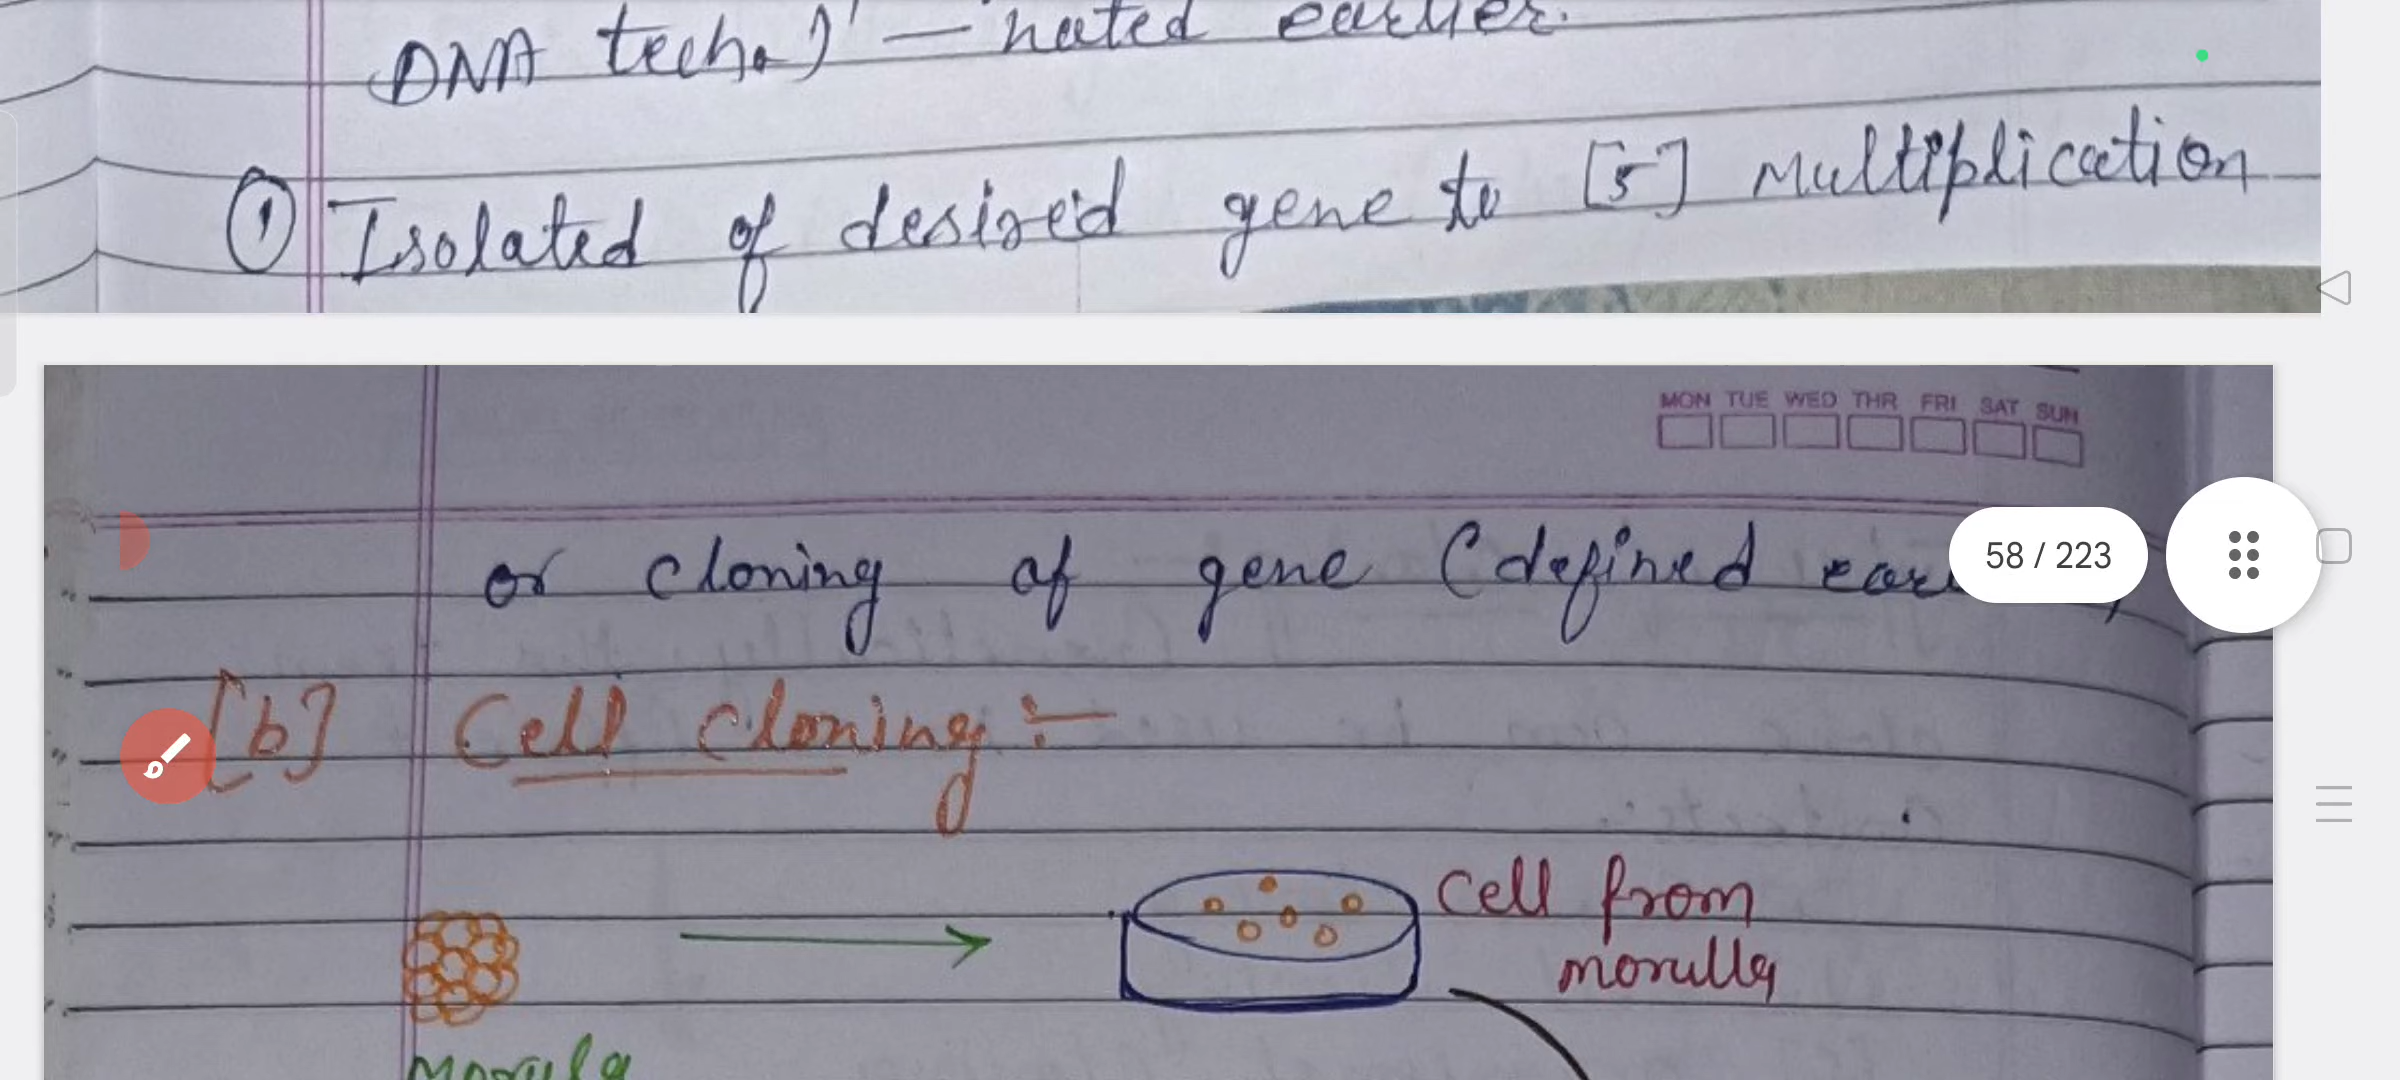 DNA tech.) — noted earlier.
① Isolated of desired gene to [5] Multiplication
MON TUE WED THR FRI SAT SUN
or cloning of gene (defined
58 / 223
[b] Cell cloning :-
Cell from
morulla
Morula